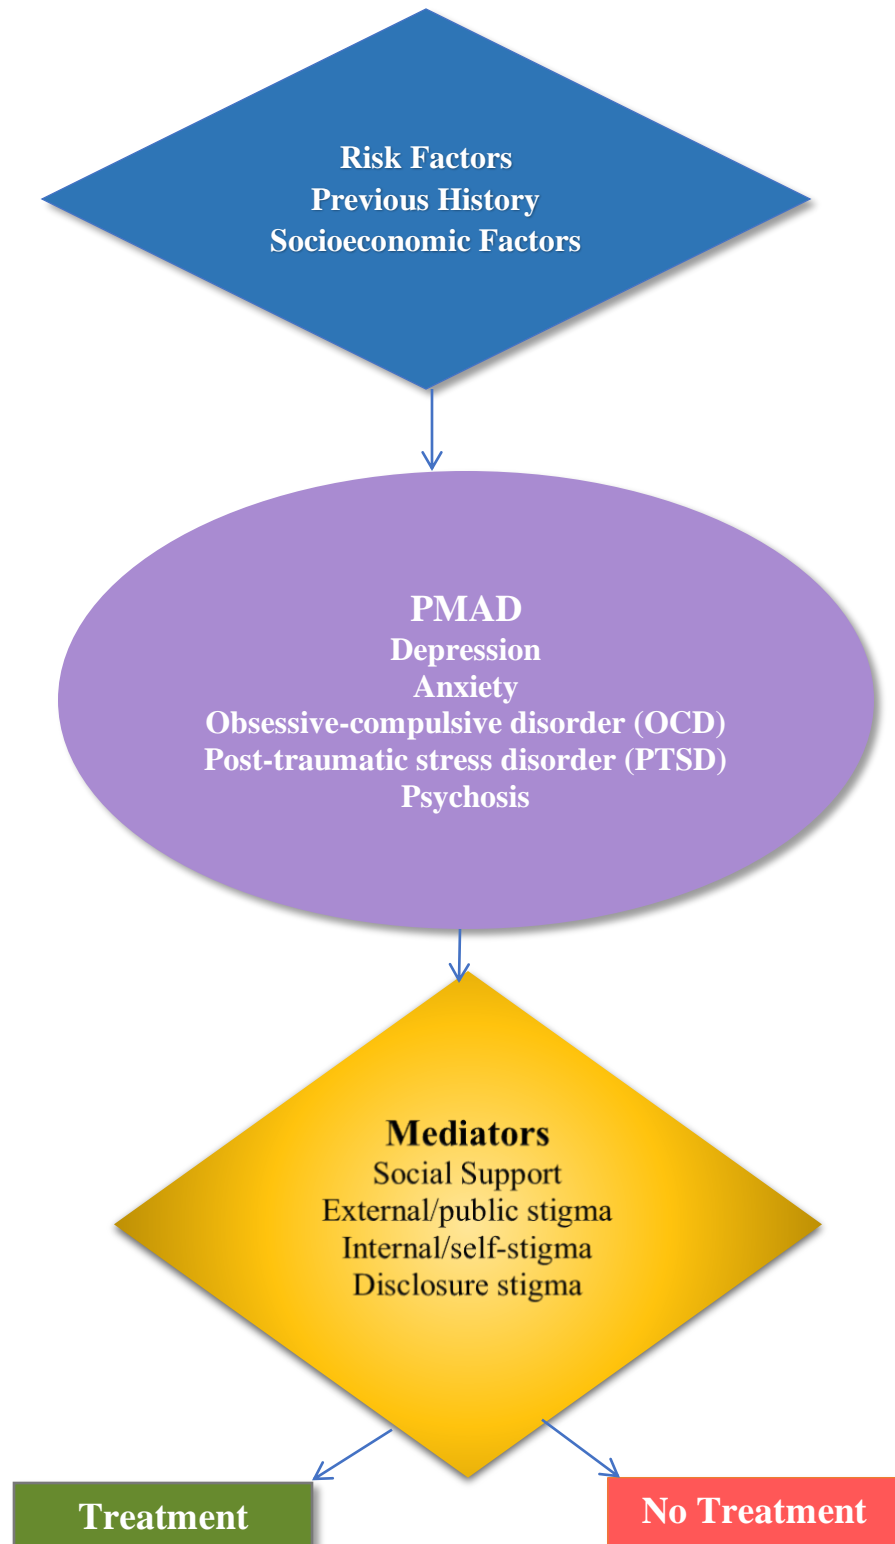 Risk Factors
Previous History
Socioeconomic Factors
PMAD
Depression
Anxiety
Obsessive-compulsive disorder (OCD)
Post-traumatic stress disorder (PTSD)
Psychosis
Mediators
Social Support
External/public stigma
Internal/self-stigma
Disclosure stigma
Treatment
No Treatment